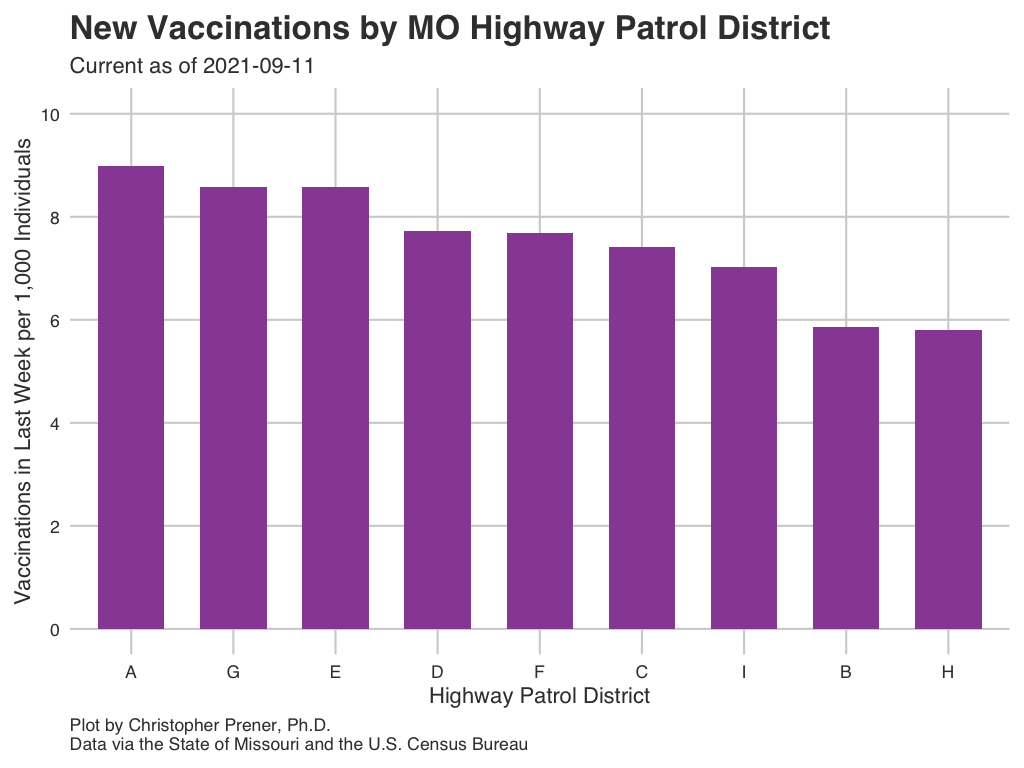 New Vaccinations by MO Highway Patrol District
Current as of 2021-09-11
Vaccinations in Last Week per 1,000 Individuals
10
8
6
4
2
0
A G E D F C I B H
Highway Patrol District
Plot by Christopher Prener, Ph.D.
Data via the State of Missouri and the U.S. Census Bureau